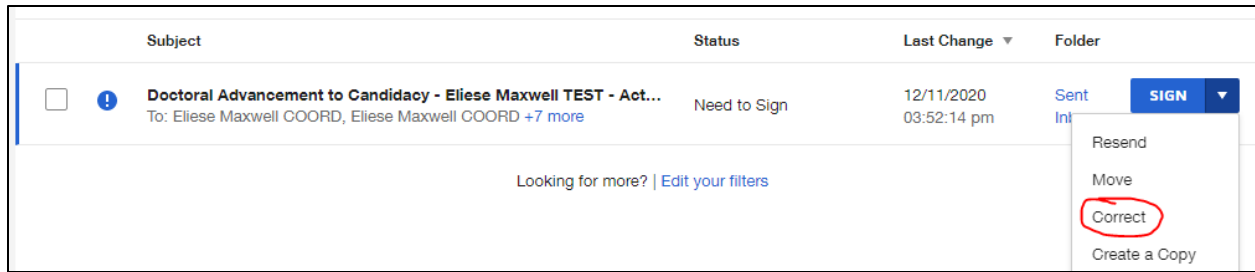 Subject Status Last Change ▼ Folder
Doctoral Advancement to Candidacy - Eliese Maxwell TEST - Act... Need to Sign 12/11/2020 Sent SIGN ▼
To: Eliese Maxwell COORD, Eliese Maxwell COORD +7 more 03:52:14 pm
Resend
Looking for more? | Edit your filters Move
Correct
Create a Copy